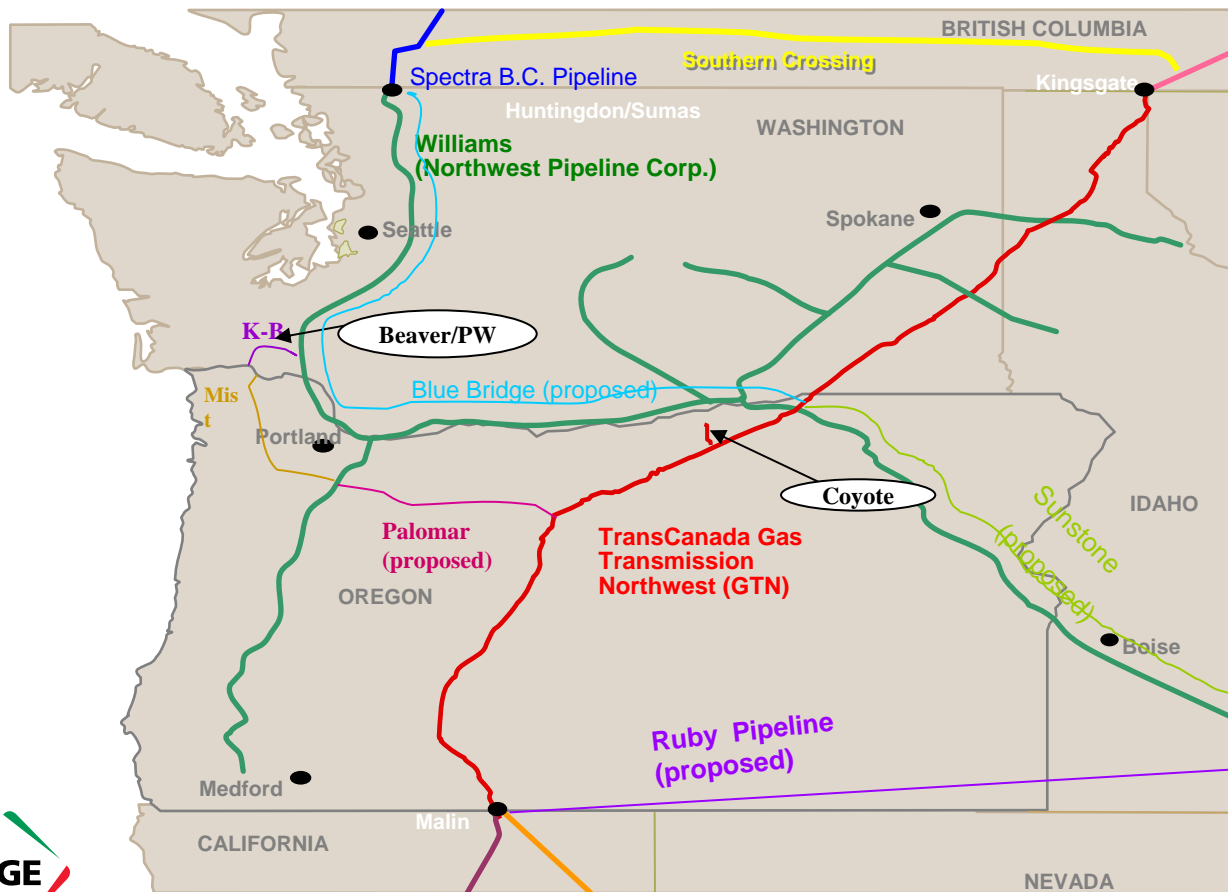 BRITISH COLUMBIA
Southern Crossing
Spectra B.C. Pipeline
Kingsgate
Huntingdon/Sumas
WASHINGTON
Williams
(Northwest Pipeline Corp.)
Spokane
Seattle
K-B
Beaver/PW
Blue Bridge (proposed)
Mis
t
Portland
Coyote
IDAHO
Sunstone
(proposed)
Palomar
(proposed)
TransCanada Gas
Transmission
Northwest (GTN)
OREGON
Boise
Ruby Pipeline
(proposed)
Medford
Malin
CALIFORNIA
GE
NEVADA